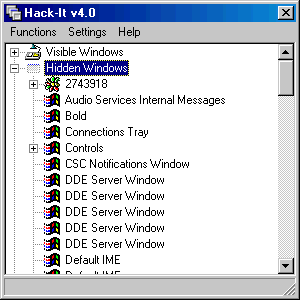 Hack-It v4.0
Functions Settings Help
Visible Windows
Hidden Windows
2743918
Audio Services Internal Messages
Bold
Connections Tray
Controls
CSC Notifications Window
DDE Server Window
DDE Server Window
DDE Server Window
DDE Server Window
DDE Server Window
Default IME
Default IME